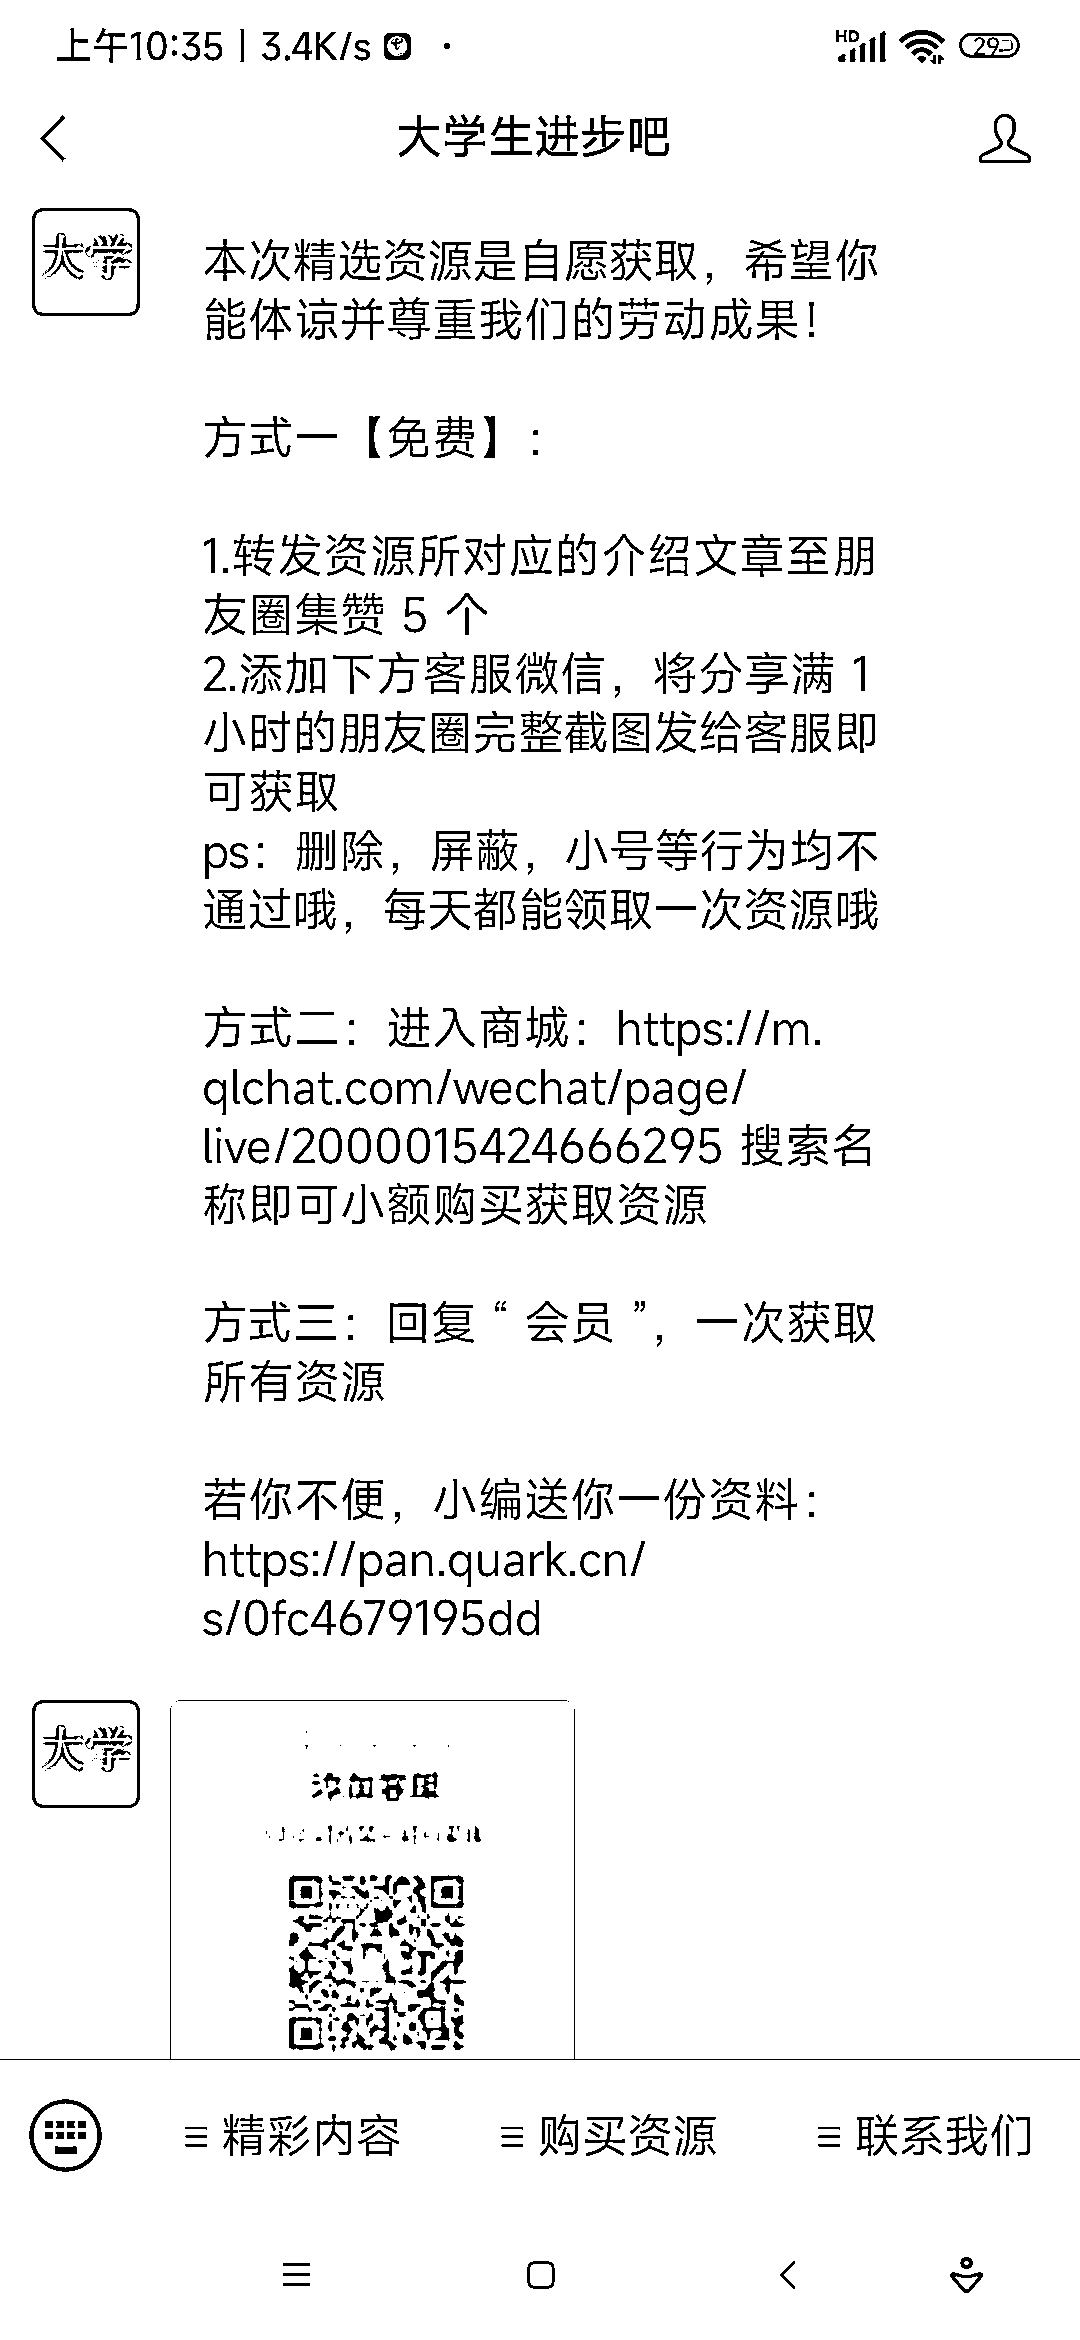 上午10:35 | 3.4K/s
HD
29
大学生进步吧
大学
本次精选资源是自愿获取，希望你
能体谅并尊重我们的劳动成果！
方式一【免费】：
1.转发资源所对应的介绍文章至朋
友圈集赞 5 个
2.添加下方客服微信，将分享满 1
小时的朋友圈完整截图发给客服即
可获取
ps：删除，屏蔽，小号等行为均不
通过哦，每天都能领取一次资源哦
方式二：进入商城：https://m.
qlchat.com/wechat/page/
live/2000015424666295 搜索名
称即可小额购买获取资源
方式三：回复 “ 会员 ”，一次获取
所有资源
若你不便，小编送你一份资料：
https://pan.quark.cn/
s/0fc4679195dd
大学
添加客服
精彩内容
购买资源
联系我们